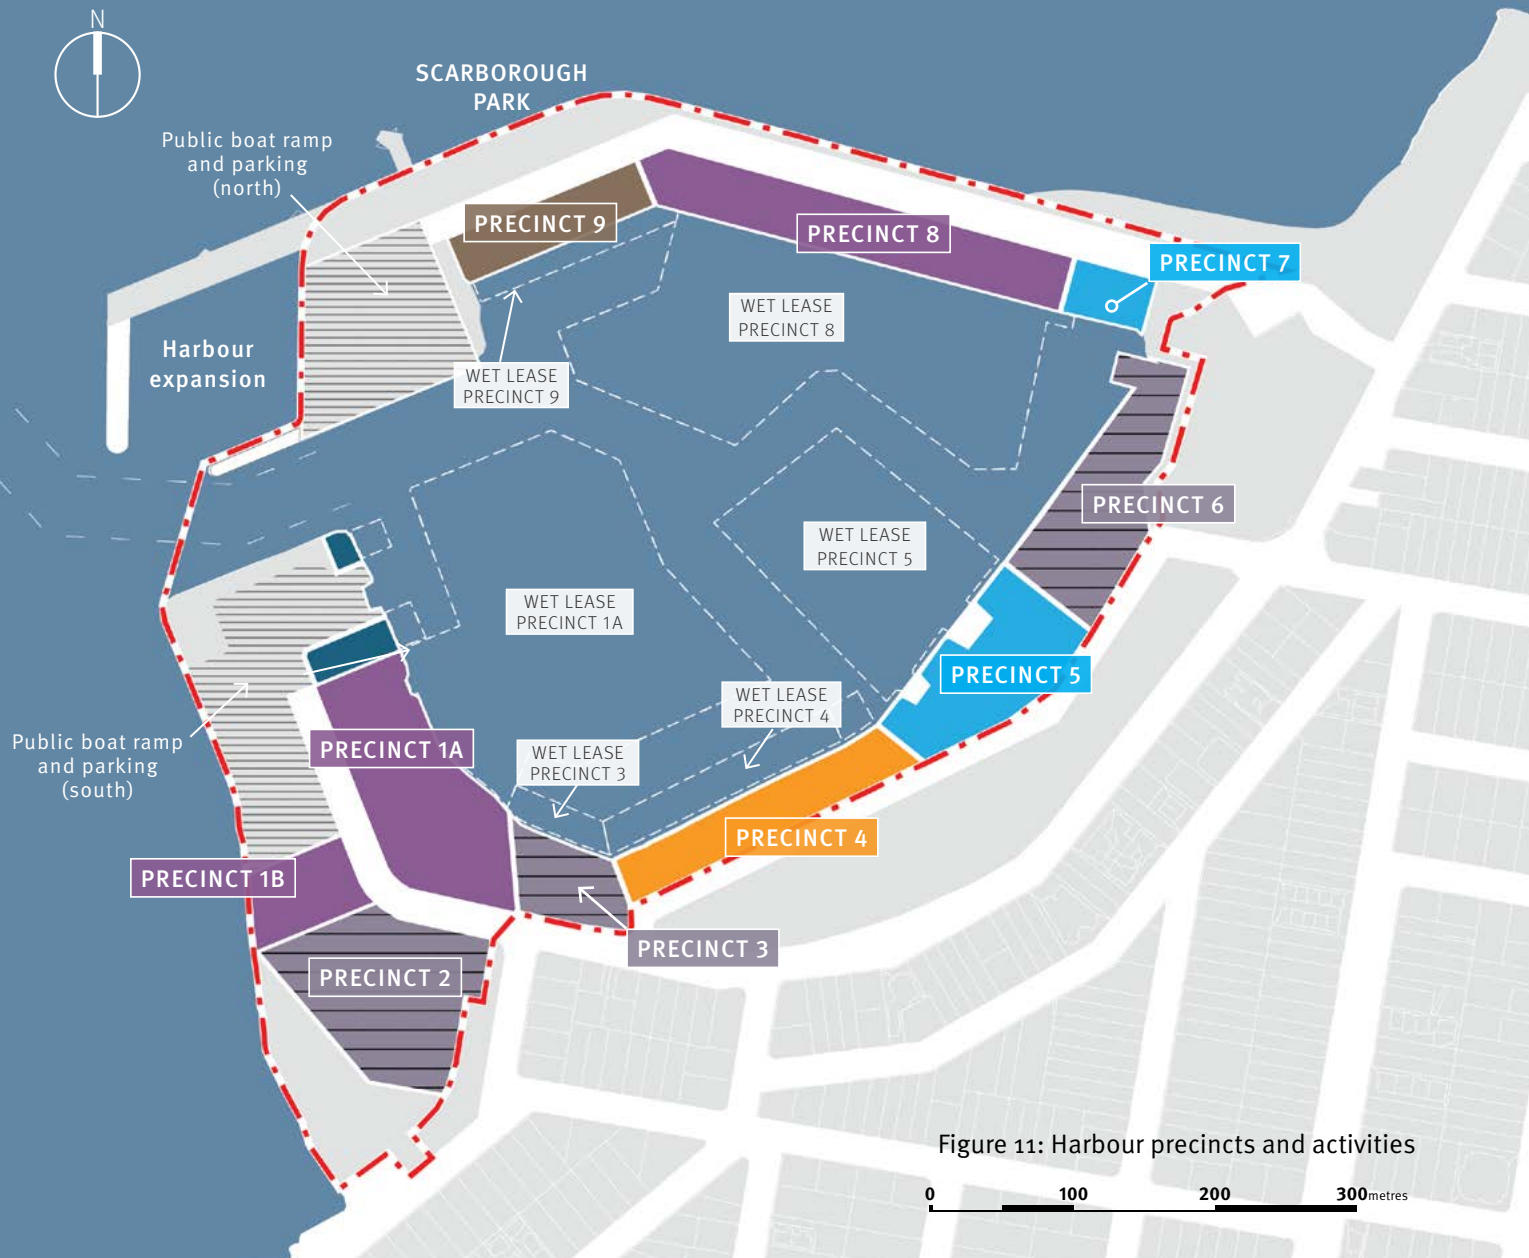 N
SCARBOROUGH
PARK
Public boat ramp
and parking
(north)
PRECINCT 9
PRECINCT 8
PRECINCT 7
WET LEASE
PRECINCT 8
Harbour
expansion
WET LEASE
PRECINCT 9
PRECINCT 6
WET LEASE
PRECINCT 5
WET LEASE
PRECINCT 1A
PRECINCT 5
WET LEASE
PRECINCT 4
Public boat ramp
and parking
(south)
PRECINCT 1A
WET LEASE
PRECINCT 3
PRECINCT 4
PRECINCT 1B
PRECINCT 3
PRECINCT 2
Figure 11: Harbour precincts and activities
0 100 200 300metres